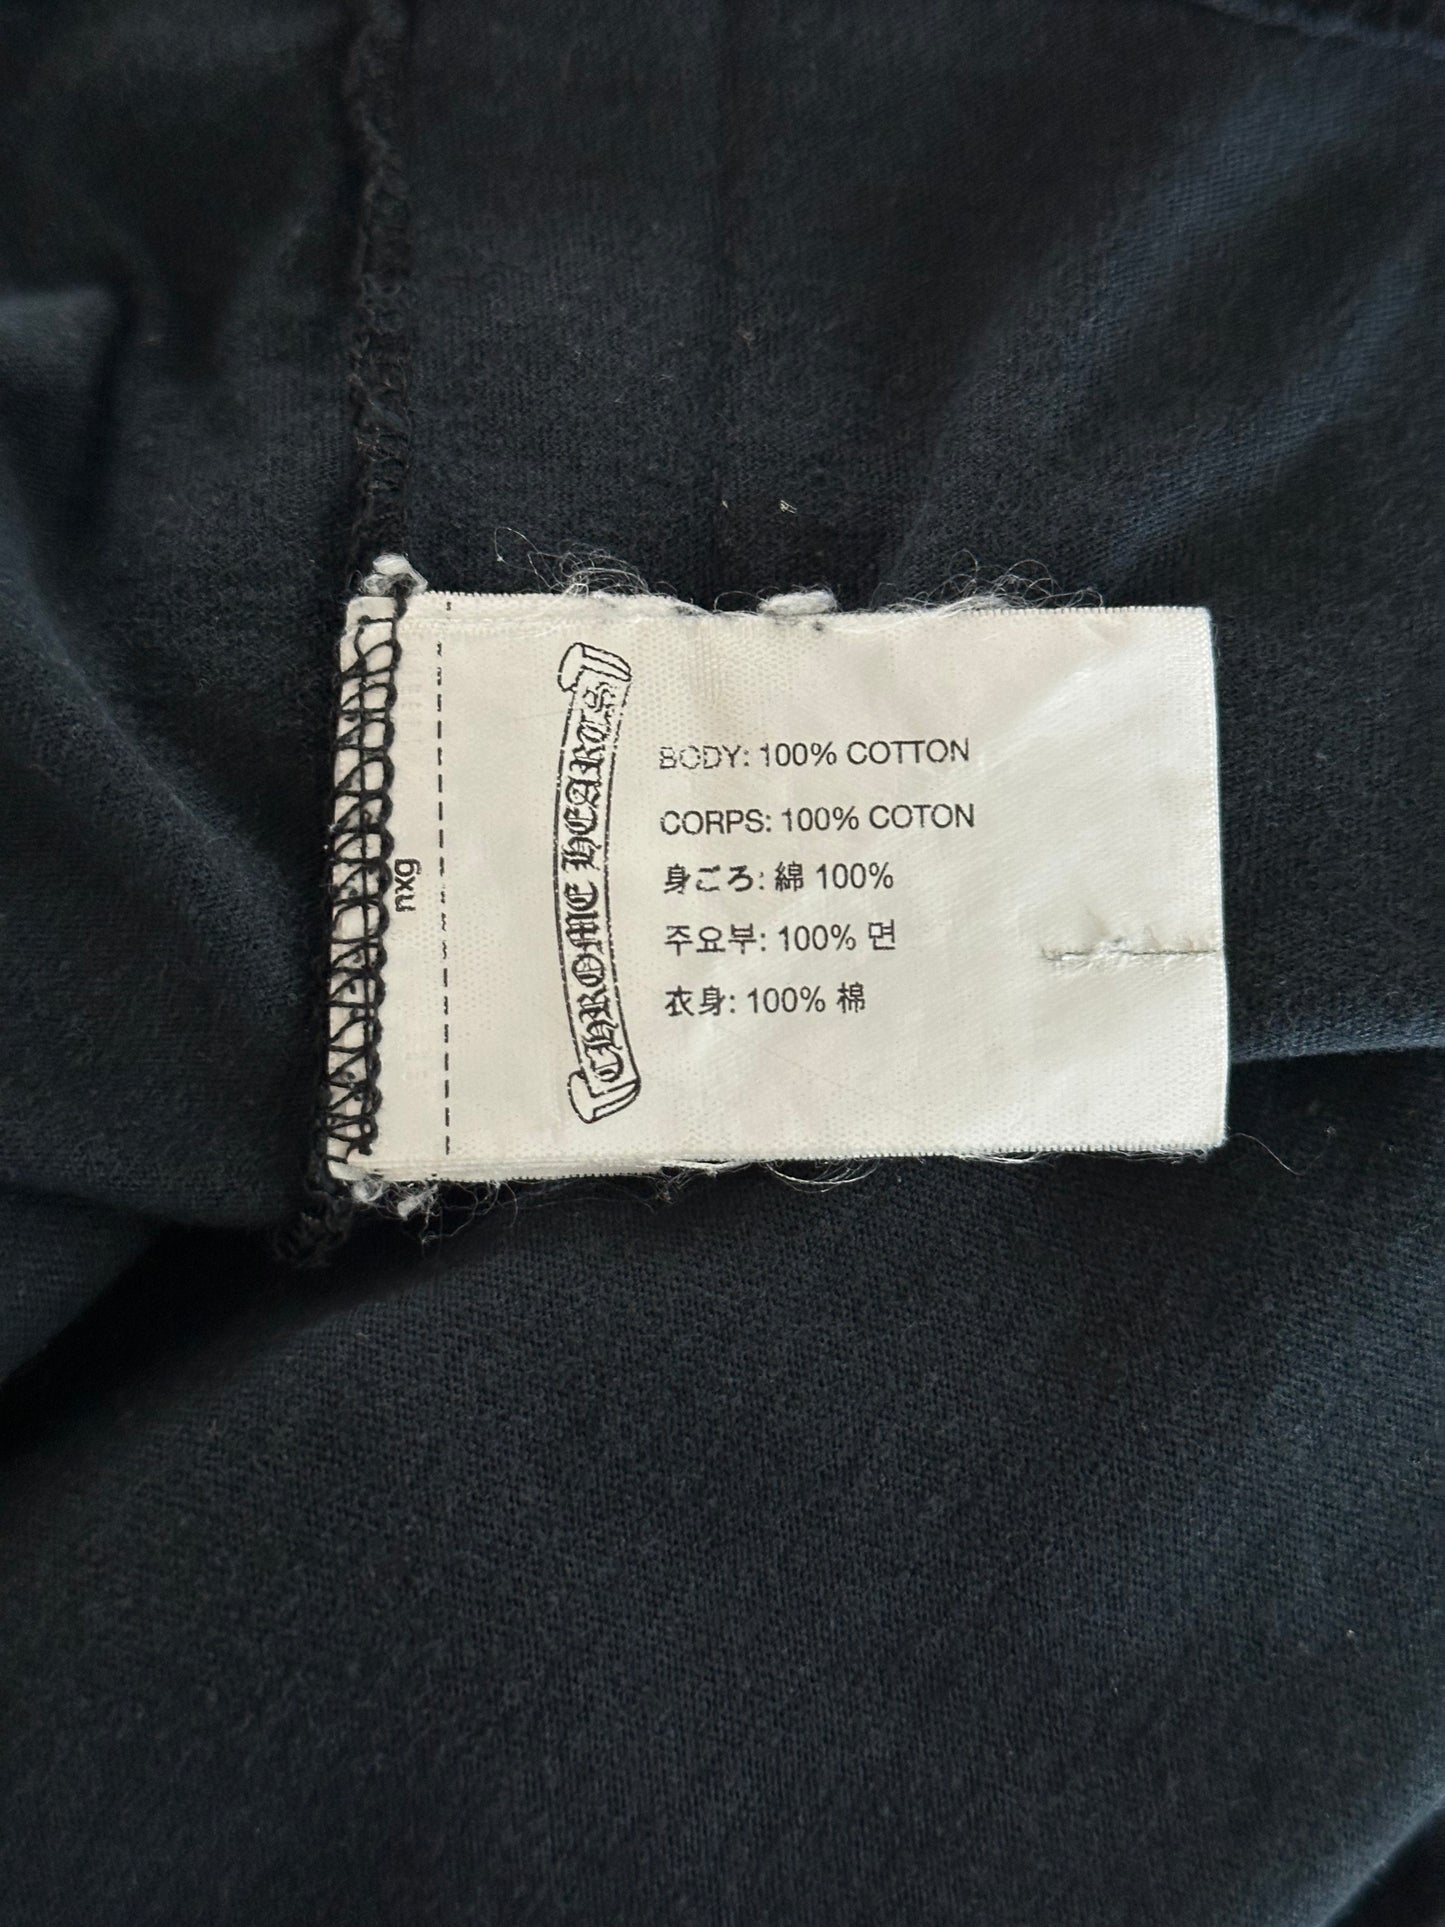 nxg
CHROME HEARTS
BODY: 100% COTTON
CORPS: 100% COTON
身ごろ: 綿 100%
주요부: 100% 면
衣身: 100% 棉